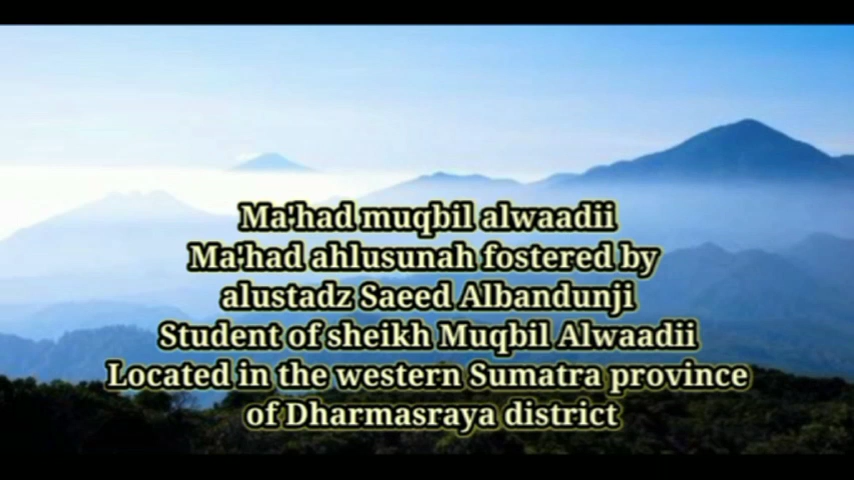 Ma'had muqbil alwaadii
Ma'had ahlusunah fostered by
alustadz Saeed Albandunji
Student of sheikh Muqbil Alwaadii
Located in the western Sumatra province
of Dharmasraya district